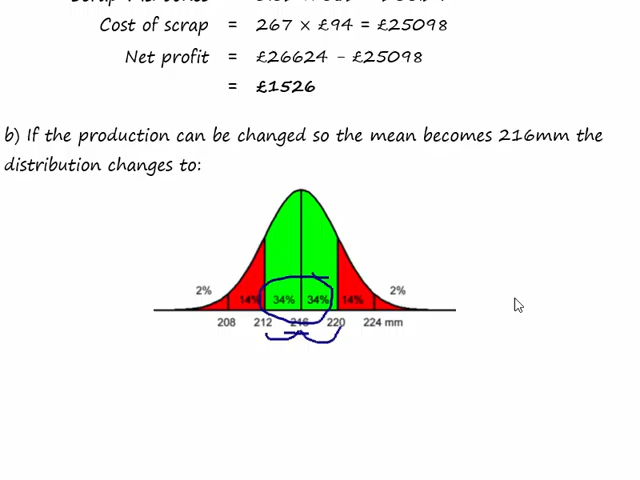 Cost of scrap = 267 × £94 = £25098
Net profit = £26624 - £25098
= £1526
b) If the production can be changed so the mean becomes 216mm the
distribution changes to:
2% 14% 34% 34% 14% 2%
208 212 216 220 224 mm